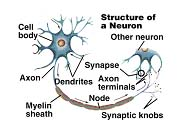 Structure of
a Neuron
Cell
body
Other neuron
Synapse
Axon
Dendrites
Axon
terminals
Node
Myelin
sheath
Synaptic knobs